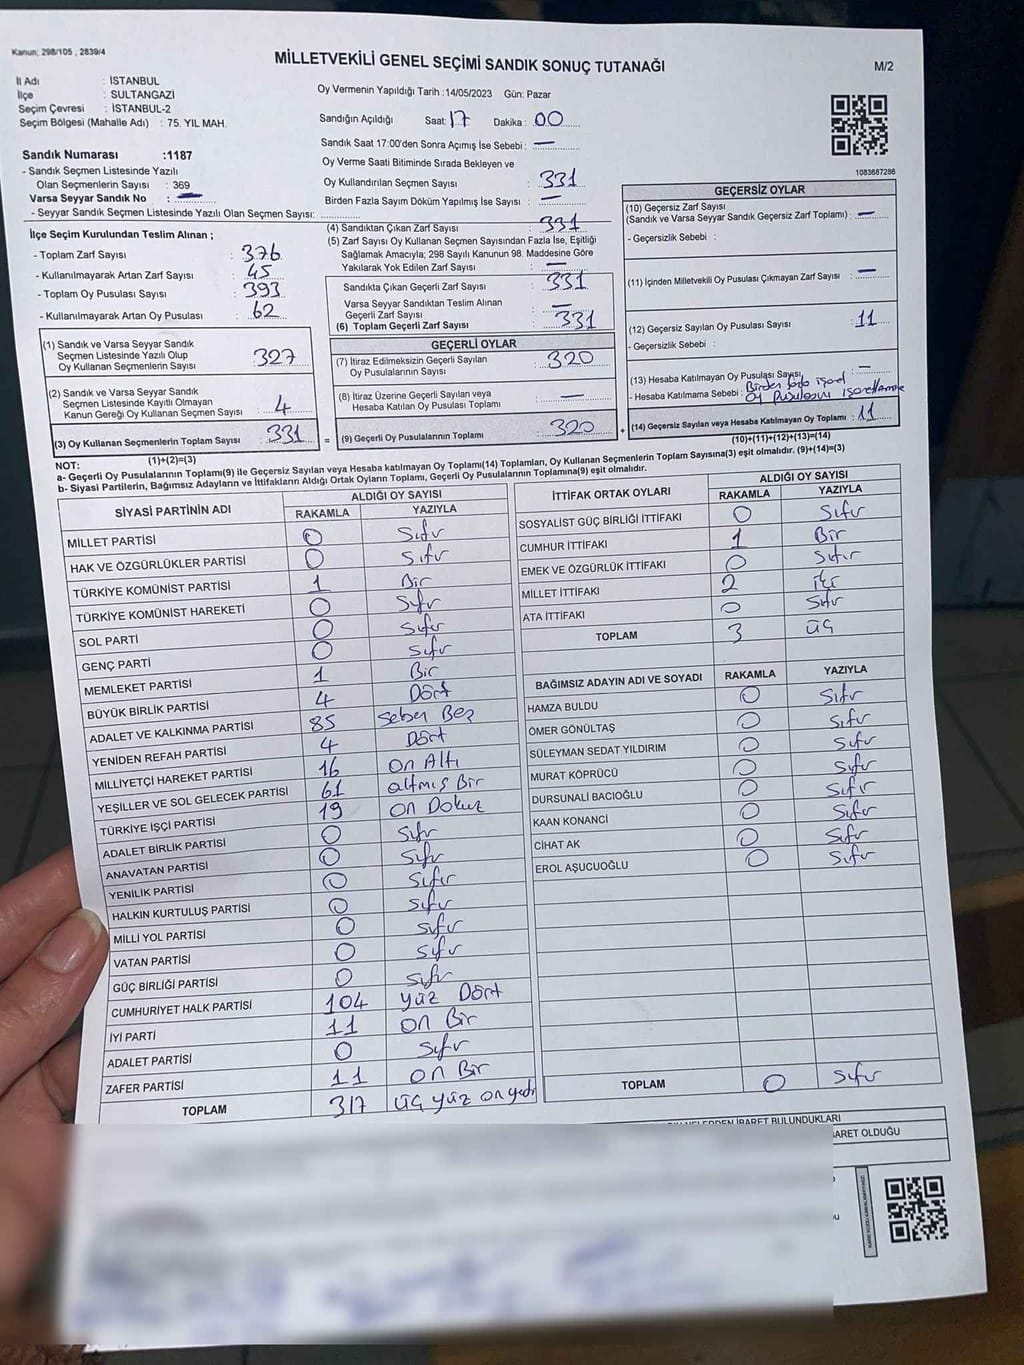 Kanun; 298/105 , 2839/4
MİLLETVEKİLİ GENEL SEÇİMİ SANDIK SONUÇ TUTANAĞI
M/2
İl Adı : İSTANBUL
İlçe : SULTANGAZİ
Seçim Çevresi : İSTANBUL-2
Seçim Bölgesi (Mahalle Adı) : 75. YIL MAH.
Oy Vermenin Yapıldığı Tarih : 14/05/2023 Gün: Pazar
Sandığın Açıldığı Saat: 17 Dakika : 00
Sandık Saat 17:00'den Sonra Açımış İse Sebebi : —
Oy Verme Saati Bitiminde Sırada Bekleyen ve
Oy Kullandırılan Seçmen Sayısı : 331
Birden Fazla Sayım Döküm Yapılmış İse Sayısı : —
1083687286
Sandık Numarası :1187
- Sandık Seçmen Listesinde Yazılı
Olan Seçmenlerin Sayısı : 369
Varsa Seyyar Sandık No : —
- Seyyar Sandık Seçmen Listesinde Yazılı Olan Seçmen Sayısı:
İlçe Seçim Kurulundan Teslim Alınan ;
- Toplam Zarf Sayısı : 376
- Kullanılmayarak Artan Zarf Sayısı : 45
- Toplam Oy Pusulası Sayısı : 393
- Kullanılmayarak Artan Oy Pusulası : 62
(1) Sandık ve Varsa Seyyar Sandık
Seçmen Listesinde Yazılı Olup
Oy Kullanan Seçmenlerin Sayısı : 327
(2) Sandık ve Varsa Seyyar Sandık
Seçmen Listesinde Kayıtlı Olmayan
Kanun Gereği Oy Kullanan Seçmen Sayısı : 4
(3) Oy Kullanan Seçmenlerin Toplam Sayısı : 331
(1)+(2)=(3)
(4) Sandıktan Çıkan Zarf Sayısı : 331
(5) Zarf Sayısı Oy Kullanan Seçmen Sayısından Fazla İse, Eşitliği
Sağlamak Amacıyla; 298 Sayılı Kanunun 98. Maddesine Göre
Yakılarak Yok Edilen Zarf Sayısı : —
Sandıkta Çıkan Geçerli Zarf Sayısı : 331
Varsa Seyyar Sandıktan Teslim Alınan
Geçerli Zarf Sayısı : —
(6) Toplam Geçerli Zarf Sayısı : 331
GEÇERLİ OYLAR
(7) İtiraz Edilmeksizin Geçerli Sayılan
Oy Pusulalarının Sayısı : 320
(8) İtiraz Üzerine Geçerli Sayılan veya
Hesaba Katılan Oy Pusulası Toplamı : —
= (9) Geçerli Oy Pusulalarının Toplamı : 320 +
GEÇERSİZ OYLAR
(10) Geçersiz Zarf Sayısı
(Sandık ve Varsa Seyyar Sandık Geçersiz Zarf Toplamı) : —
- Geçersizlik Sebebi :
(11) İçinden Milletvekili Oy Pusulası Çıkmayan Zarf Sayısı : —
(12) Geçersiz Sayılan Oy Pusulası Sayısı : 11
- Geçersizlik Sebebi :
(13) Hesaba Katılmayan Oy Pusulası Sayısı : —
- Hesaba Katılmama Sebebi : Birden fazla işaret
Oy pusulasını işaretlemiş
(14) Geçersiz Sayılan veya Hesaba Katılmayan Oy Toplamı : 11
(10)+(11)+(12)+(13)=(14)
NOT:
a- Geçerli Oy Pusulalarının Toplamı(9) ile Geçersiz Sayılan veya Hesaba katılmayan Oy Toplamı(14) Toplamları, Oy Kullanan Seçmenlerin Toplam Sayısına(3) eşit olmalıdır. (9)+(14)=(3)
b- Siyasi Partilerin, Bağımsız Adayların ve İttifakların Aldığı Ortak Oyların Toplamı, Geçerli Oy Pusulalarının Toplamına(9) eşit olmalıdır.
SİYASİ PARTİNİN ADI ALDIĞI OY SAYISI
RAKAMLA YAZIYLA
MİLLET PARTİSİ 0 Sıfır
HAK VE ÖZGÜRLÜKLER PARTİSİ 0 Sıfır
TÜRKİYE KOMÜNİST PARTİSİ 1 Bir
TÜRKİYE KOMÜNİST HAREKETİ 0 Sıfır
SOL PARTİ 0 Sıfır
GENÇ PARTİ 0 Sıfır
MEMLEKET PARTİSİ 1 Bir
BÜYÜK BİRLİK PARTİSİ 4 Dört
ADALET VE KALKINMA PARTİSİ 85 Seksen Beş
YENİDEN REFAH PARTİSİ 4 Dört
MİLLİYETÇİ HAREKET PARTİSİ 16 on Altı
YEŞİLLER VE SOL GELECEK PARTİSİ 61 altmış Bir
TÜRKİYE İŞÇİ PARTİSİ 19 on Dokuz
ADALET BİRLİK PARTİSİ 0 Sıfır
ANAVATAN PARTİSİ 0 Sıfır
YENİLİK PARTİSİ 0 Sıfır
HALKIN KURTULUŞ PARTİSİ 0 Sıfır
MİLLİ YOL PARTİSİ 0 Sıfır
VATAN PARTİSİ 0 Sıfır
GÜÇ BİRLİĞİ PARTİSİ 0 Sıfır
CUMHURİYET HALK PARTİSİ 104 yüz Dört
İYİ PARTİ 11 on Bir
ADALET PARTİSİ 0 Sıfır
ZAFER PARTİSİ 11 on Bir
TOPLAM 317 üç yüz onyedi
İTTİFAK ORTAK OYLARI ALDIĞI OY SAYISI
RAKAMLA YAZIYLA
SOSYALİST GÜÇ BİRLİĞİ İTTİFAKI 0 Sıfır
CUMHUR İTTİFAKI 1 Bir
EMEK VE ÖZGÜRLÜK İTTİFAKI 0 Sıfır
MİLLET İTTİFAKI 2 iki
ATA İTTİFAKI 0 Sıfır
TOPLAM 3 üç
BAĞIMSIZ ADAYIN ADI VE SOYADI RAKAMLA YAZIYLA
HAMZA BULDU 0 Sıfır
ÖMER GÖNÜLTAŞ 0 Sıfır
SÜLEYMAN SEDAT YILDIRIM 0 Sıfır
MURAT KÖPRÜCÜ 0 Sıfır
DURSUNALİ BACIOĞLU 0 Sıfır
KAAN KONANCİ 0 Sıfır
CİHAT AK 0 Sıfır
EROL AŞUCUOĞLU 0 Sıfır
TOPLAM 0 Sıfır
İBARET BULUNDUKLARI
BARET OLDUĞU